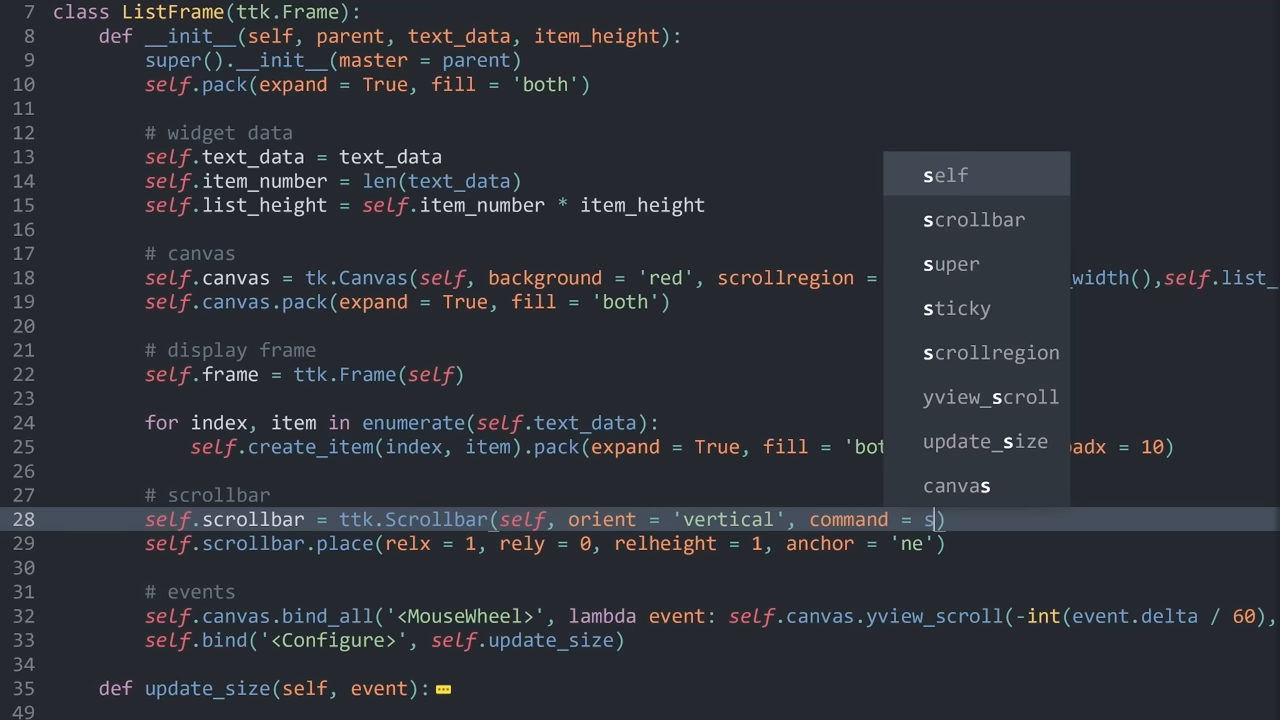 7 class ListFrame(ttk.Frame):
8     def __init__(self, parent, text_data, item_height):
9         super().__init__(master = parent)
10         self.pack(expand = True, fill = 'both')
11
12         # widget data
13         self.text_data = text_data
14         self.item_number = len(text_data)
15         self.list_height = self.item_number * item_height
16
17         # canvas
18         self.canvas = tk.Canvas(self, background = 'red', scrollregion = _width(),self.list_
19         self.canvas.pack(expand = True, fill = 'both')
20
21         # display frame
22         self.frame = ttk.Frame(self)
23
24         for index, item in enumerate(self.text_data):
25             self.create_item(index, item).pack(expand = True, fill = 'bot padx = 10)
26
27         # scrollbar
28         self.scrollbar = ttk.Scrollbar(self, orient = 'vertical', command = s)
29         self.scrollbar.place(relx = 1, rely = 0, relheight = 1, anchor = 'ne')
30
31         # events
32         self.canvas.bind_all('<MouseWheel>', lambda event: self.canvas.yview_scroll(-int(event.delta / 60),
33         self.bind('<Configure>', self.update_size)
34
35     def update_size(self, event):
49
self
scrollbar
super
sticky
scrollregion
yview_scroll
update_size
canvas